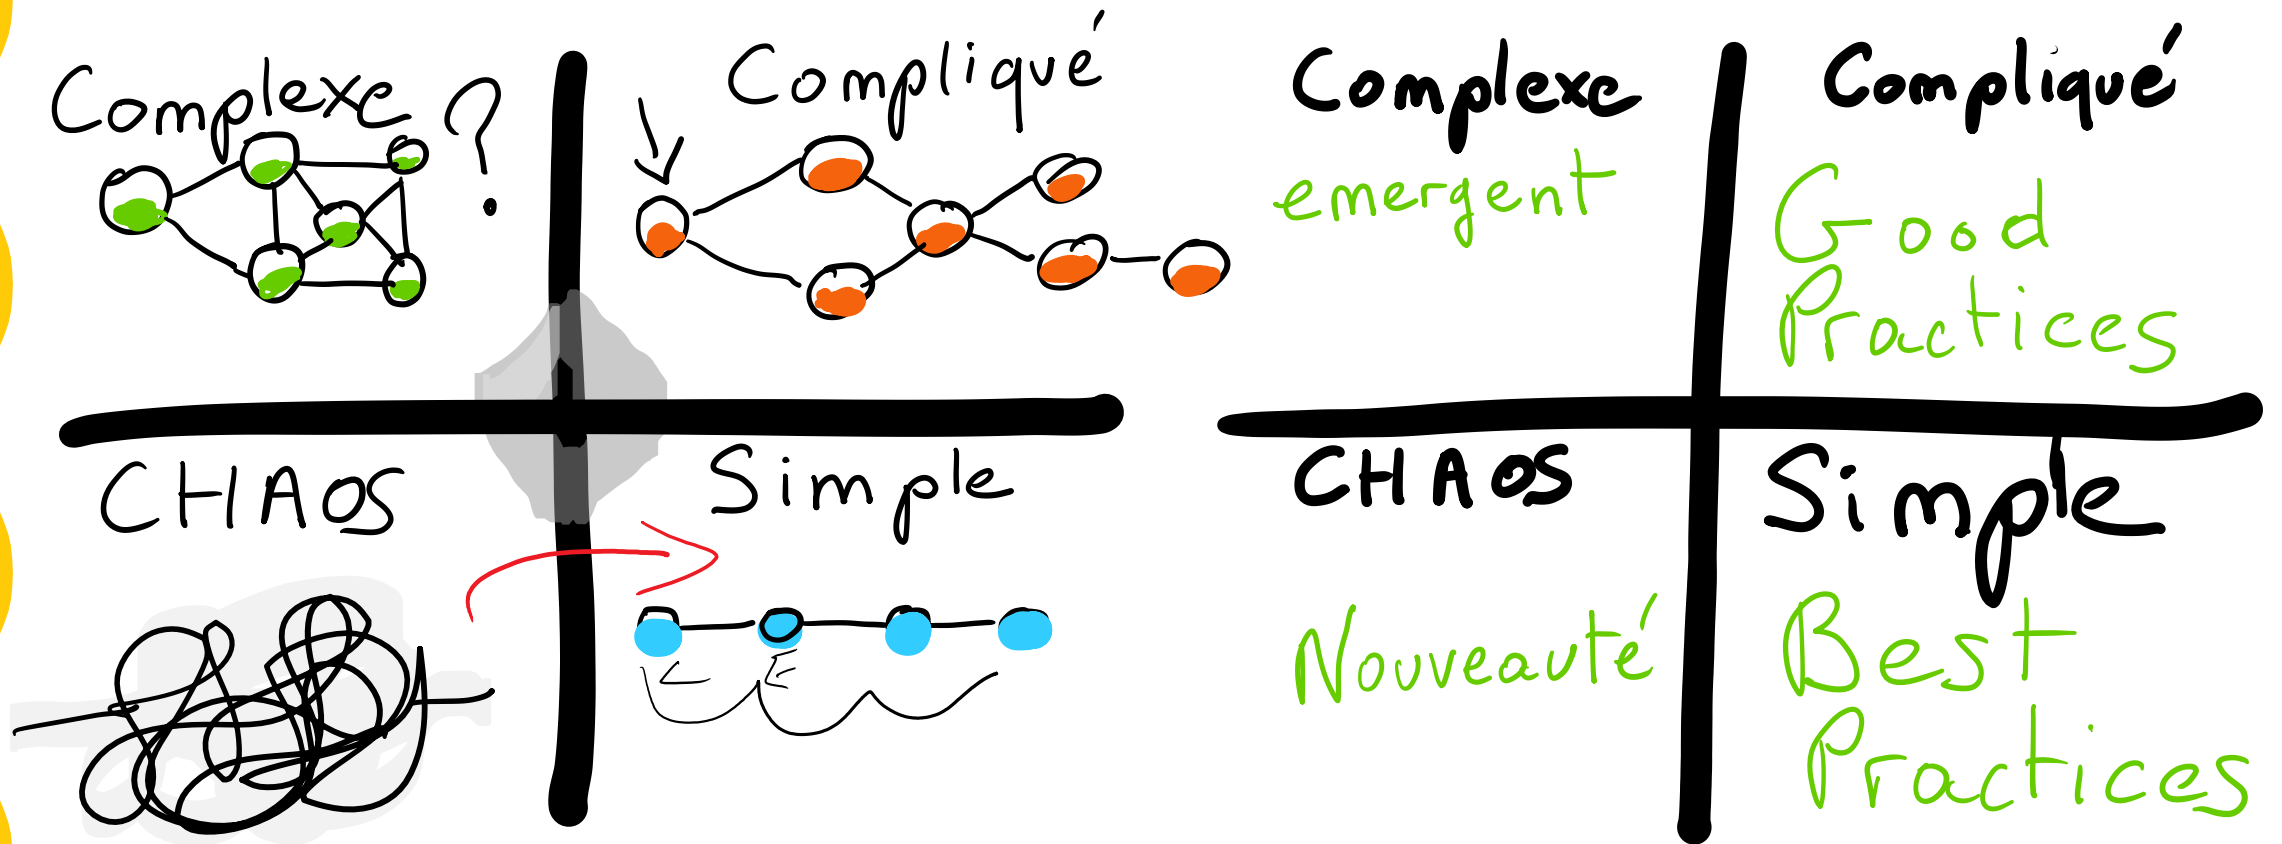 Complexe ?
Compliqué
CHAOS
Simple
Complexe
emergent
Compliqué
Good
Practices
CHAOS
Nouveauté
Simple
Best
Practices